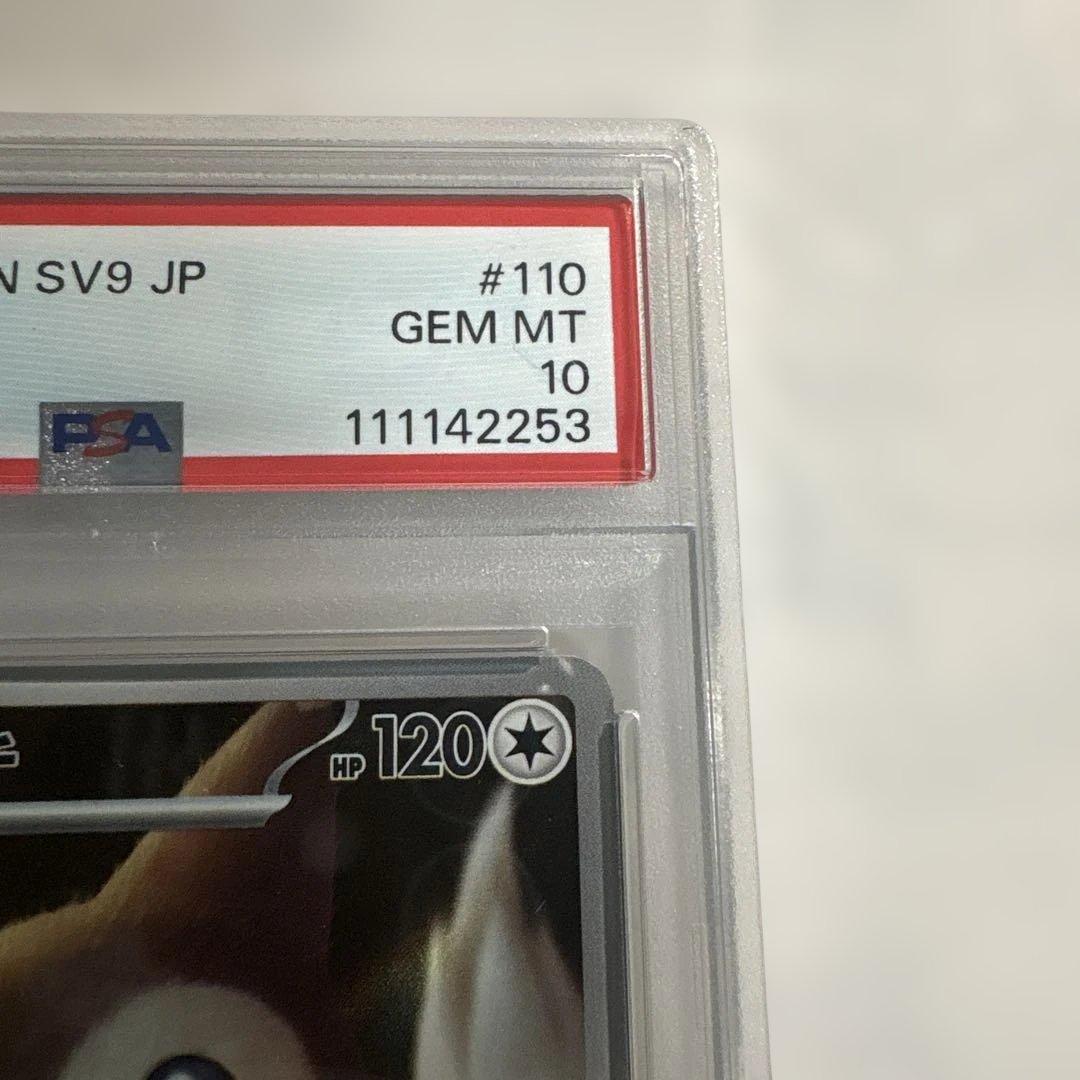 N SV9 JP #110
GEM MT
10
PSA 111142253
HP 120